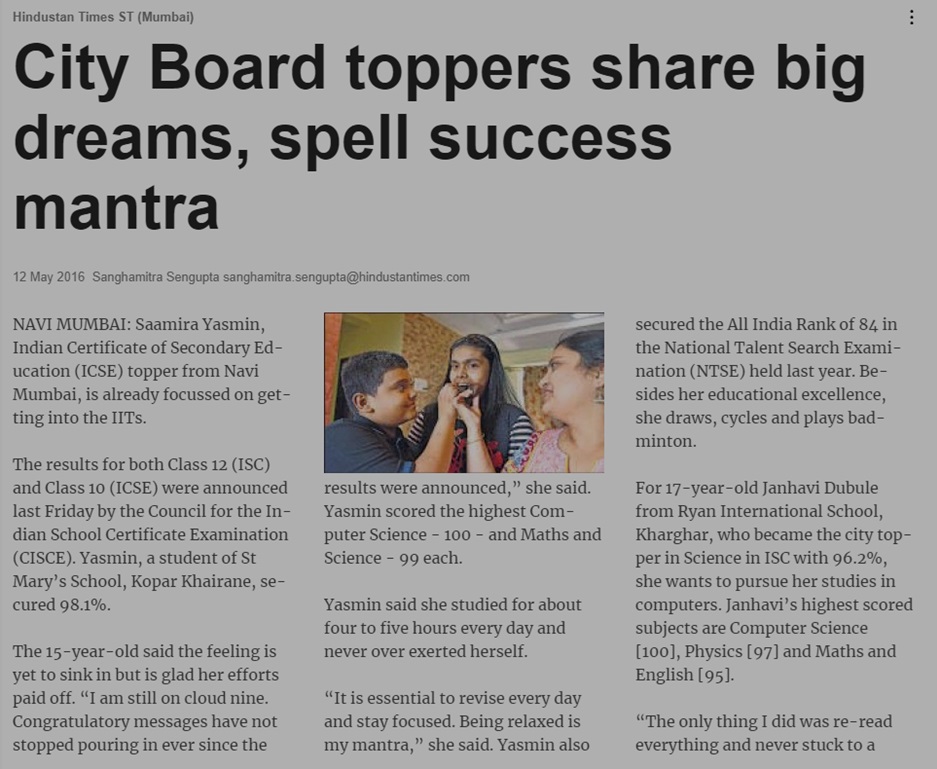 Hindustan Times ST (Mumbai)
City Board toppers share big
dreams, spell success
mantra
12 May 2016 Sanghamitra Sengupta sanghamitra.sengupta@hindustantimes.com
NAVI MUMBAI: Saamira Yasmin,
Indian Certificate of Secondary Ed-
ucation (ICSE) topper from Navi
Mumbai, is already focussed on get-
ting into the IITs.
The results for both Class 12 (ISC)
and Class 10 (ICSE) were announced
last Friday by the Council for the In-
dian School Certificate Examination
(CISCE). Yasmin, a student of St
Mary's School, Kopar Khairane, se-
cured 98.1%.
The 15-year-old said the feeling is
yet to sink in but is glad her efforts
paid off. “I am still on cloud nine.
Congratulatory messages have not
stopped pouring in ever since the
results were announced,” she said.
Yasmin scored the highest Com-
puter Science - 100 - and Maths and
Science - 99 each.
Yasmin said she studied for about
four to five hours every day and
never over exerted herself.
“It is essential to revise every day
and stay focused. Being relaxed is
my mantra,” she said. Yasmin also
secured the All India Rank of 84 in
the National Talent Search Exami-
nation (NTSE) held last year. Be-
sides her educational excellence,
she draws, cycles and plays bad-
minton.
For 17-year-old Janhavi Dubule
from Ryan International School,
Kharghar, who became the city top-
per in Science in ISC with 96.2%,
she wants to pursue her studies in
computers. Janhavi's highest scored
subjects are Computer Science
[100], Physics [97] and Maths and
English [95].
“The only thing I did was re-read
everything and never stuck to a